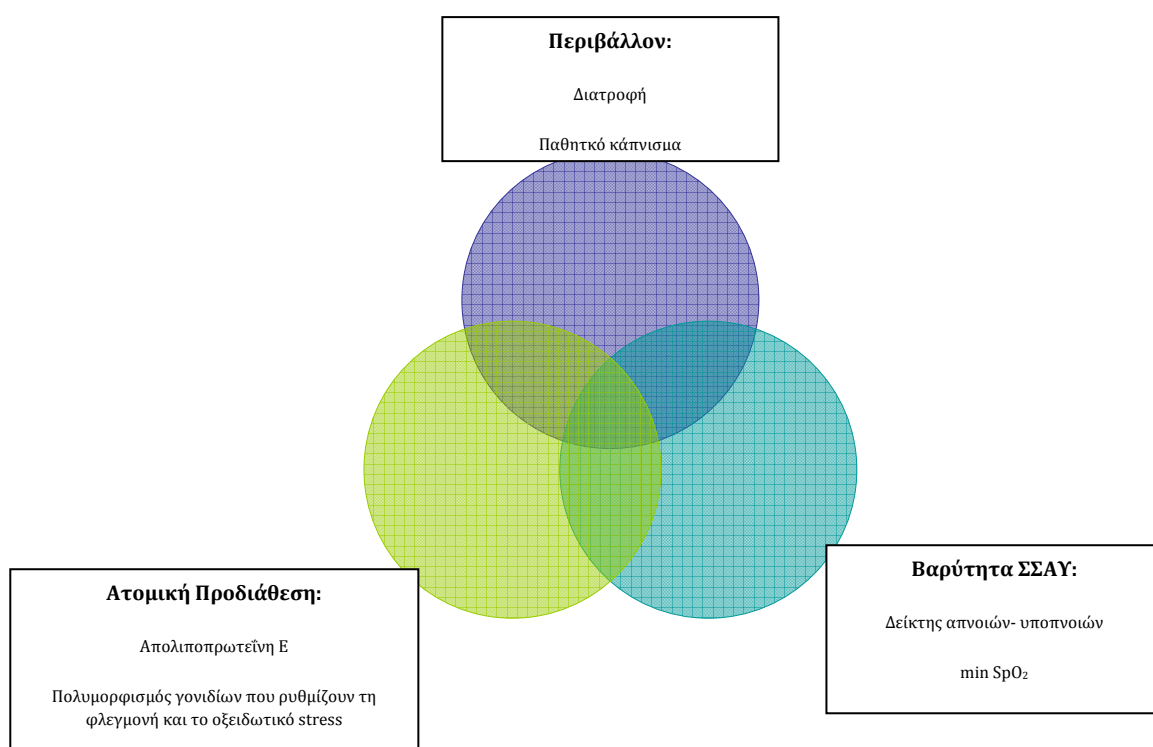 Περιβάλλον:
Διατροφή
Παθητκό κάπνισμα
Ατομική Προδιάθεση:
Απολιποπρωτεΐνη Ε
Πολυμορφισμός γονιδίων που ρυθμίζουν τη
φλεγμονή και το οξειδωτικό stress
Βαρύτητα ΣΣΑΥ:
Δείκτης απνοιών- υποπνοιών
min SpO₂